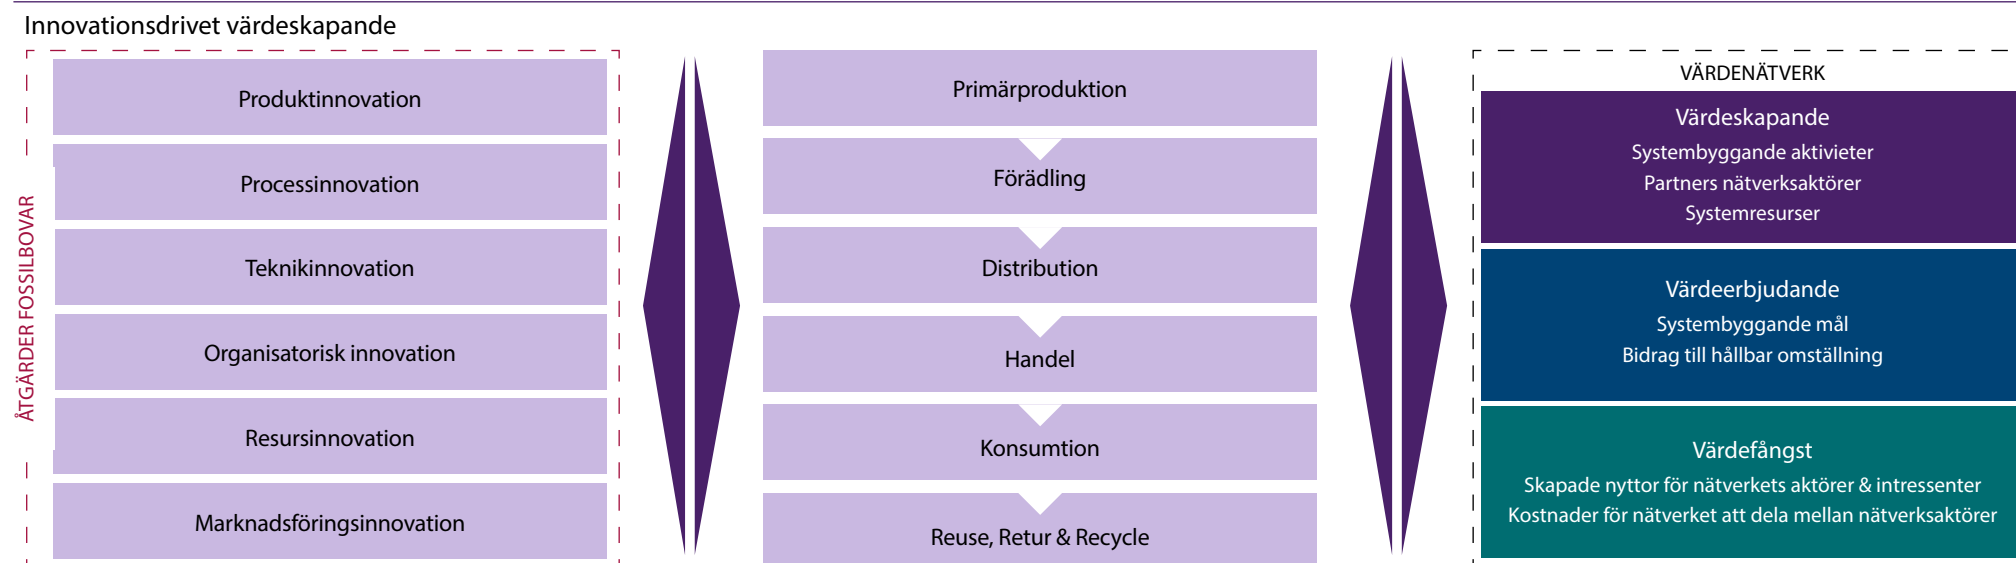 Innovationsdrivet värdeskapande
ÅTGÄRDER FOSSILBOVAR
Produktinnovation
Processinnovation
Teknikinnovation
Organisatorisk innovation
Resursinnovation
Marknadsföringsinnovation
Primärproduktion
Förädling
Distribution
Handel
Konsumtion
Reuse, Retur & Recycle
VÄRDENÄTVERK
Värdeskapande
Systembyggande aktivieter
Partners nätverksaktörer
Systemresurser
Värdeerbjudande
Systembyggande mål
Bidrag till hållbar omställning
Värdefångst
Skapade nyttor för nätverkets aktörer & intressenter
Kostnader för nätverket att dela mellan nätverksaktörer